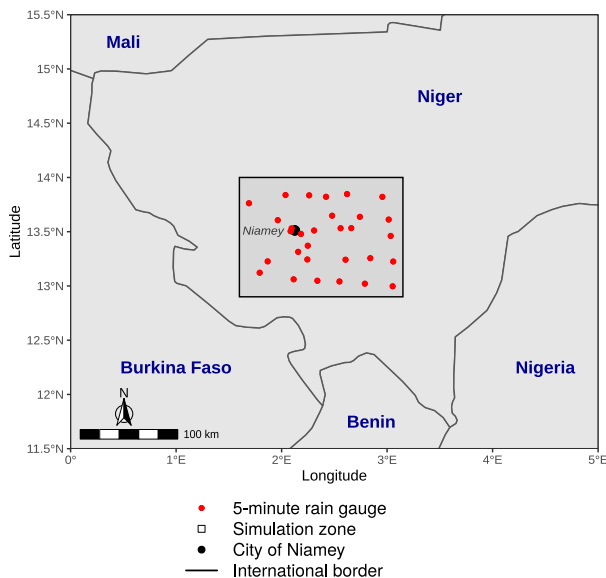 15.5°N
Mali
15°N
Niger
14.5°N
14°N
Latitude
13.5°N
Niamey
13°N
12.5°N
Burkina Faso
Nigeria
12°N
N
Benin
100 km
11.5°N
0° 1°E 2°E 3°E 4°E 5°E
Longitude
5-minute rain gauge
Simulation zone
City of Niamey
International border